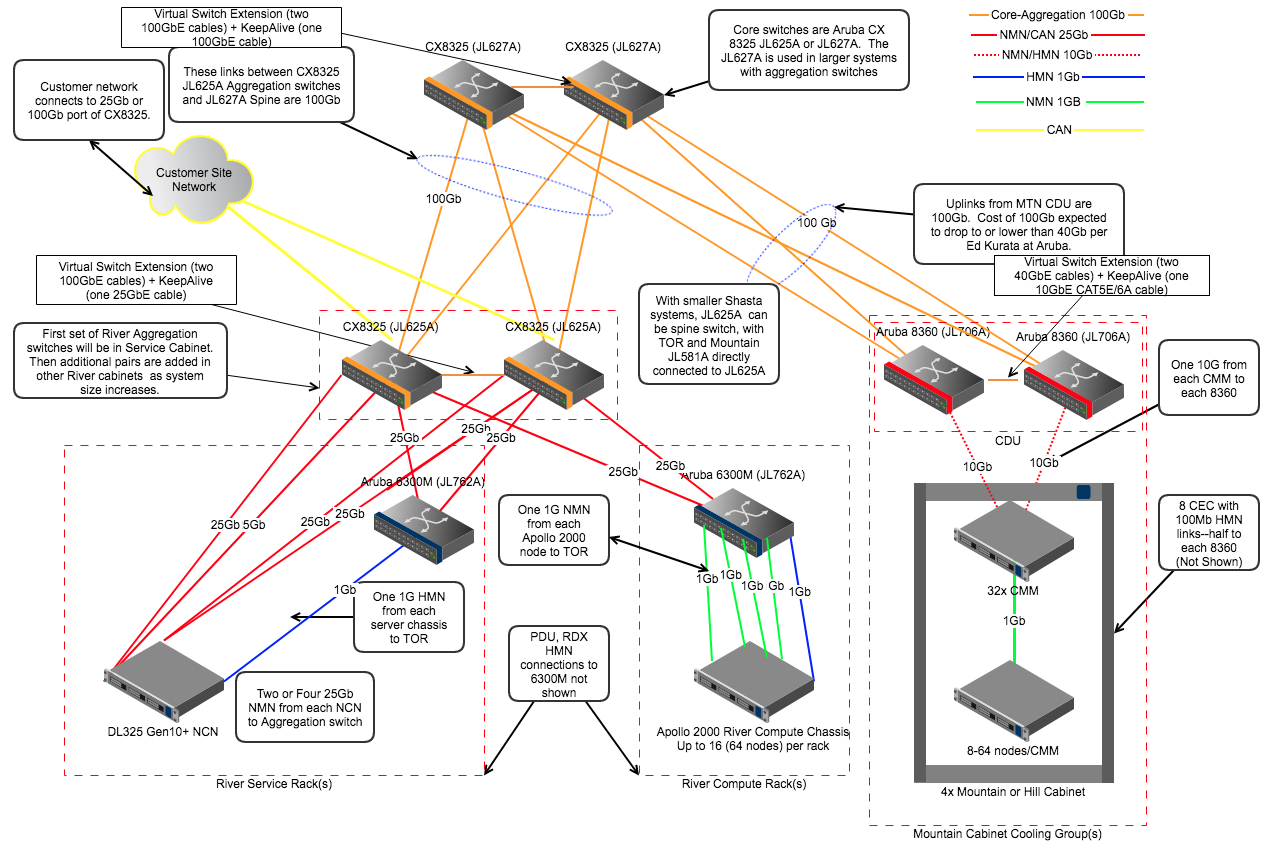 Virtual Switch Extension (two
100GbE cables) + KeepAlive (one
100GbE cable)
CX8325 (JL627A)
CX8325 (JL627A)
Core switches are Aruba CX
8325 JL625A or JL627A.  The
JL627A is used in larger systems
with aggregation switches
Core-Aggregation 100Gb
NMN/CAN 25Gb
NMN/HMN 10Gb
HMN 1Gb
NMN 1GB
CAN
Customer network
connects to 25Gb or
100Gb port of CX8325.
These links between CX8325
JL625A Aggregation switches
and JL627A Spine are 100Gb
Customer Site
Network
100Gb
100 Gb
Uplinks from MTN CDU are
100Gb.  Cost of 100Gb expected
to drop to or lower than 40Gb per
Ed Kurata at Aruba.
Virtual Switch Extension (two
40GbE cables) + KeepAlive (one
10GbE CAT5E/6A cable)
Virtual Switch Extension (two
100GbE cables) + KeepAlive
(one 25GbE cable)
First set of River Aggregation
switches will be in Service Cabinet.
Then additional pairs are added in
other River cabinets  as system
size increases.
CX8325 (JL625A)
CX8325 (JL625A)
With smaller Shasta
systems, JL625A  can
be spine switch, with
TOR and Mountain
JL581A directly
connected to JL625A
Aruba 8360 (JL706A)
Aruba 8360 (JL706A)
One 10G from
each CMM to
each 8360
CDU
25Gb
25Gb
25Gb
25Gb
25Gb
10Gb
10Gb
Aruba 6300M (JL762A)
Aruba 6300M (JL762A)
25Gb
5Gb
25Gb
25Gb
One 1G NMN
from each
Apollo 2000
node to TOR
8 CEC with
100Mb HMN
links--half to
each 8360
(Not Shown)
1Gb
1Gb
1Gb
Gb
1Gb
1Gb
One 1G HMN
from each
server chassis
to TOR
32x CMM
1Gb
PDU, RDX
HMN
connections to
6300M not
shown
Two or Four 25Gb
NMN from each NCN
to Aggregation switch
DL325 Gen10+ NCN
Apollo 2000 River Compute Chassis
Up to 16 (64 nodes) per rack
8-64 nodes/CMM
River Service Rack(s)
River Compute Rack(s)
4x Mountain or Hill Cabinet
Mountain Cabinet Cooling Group(s)